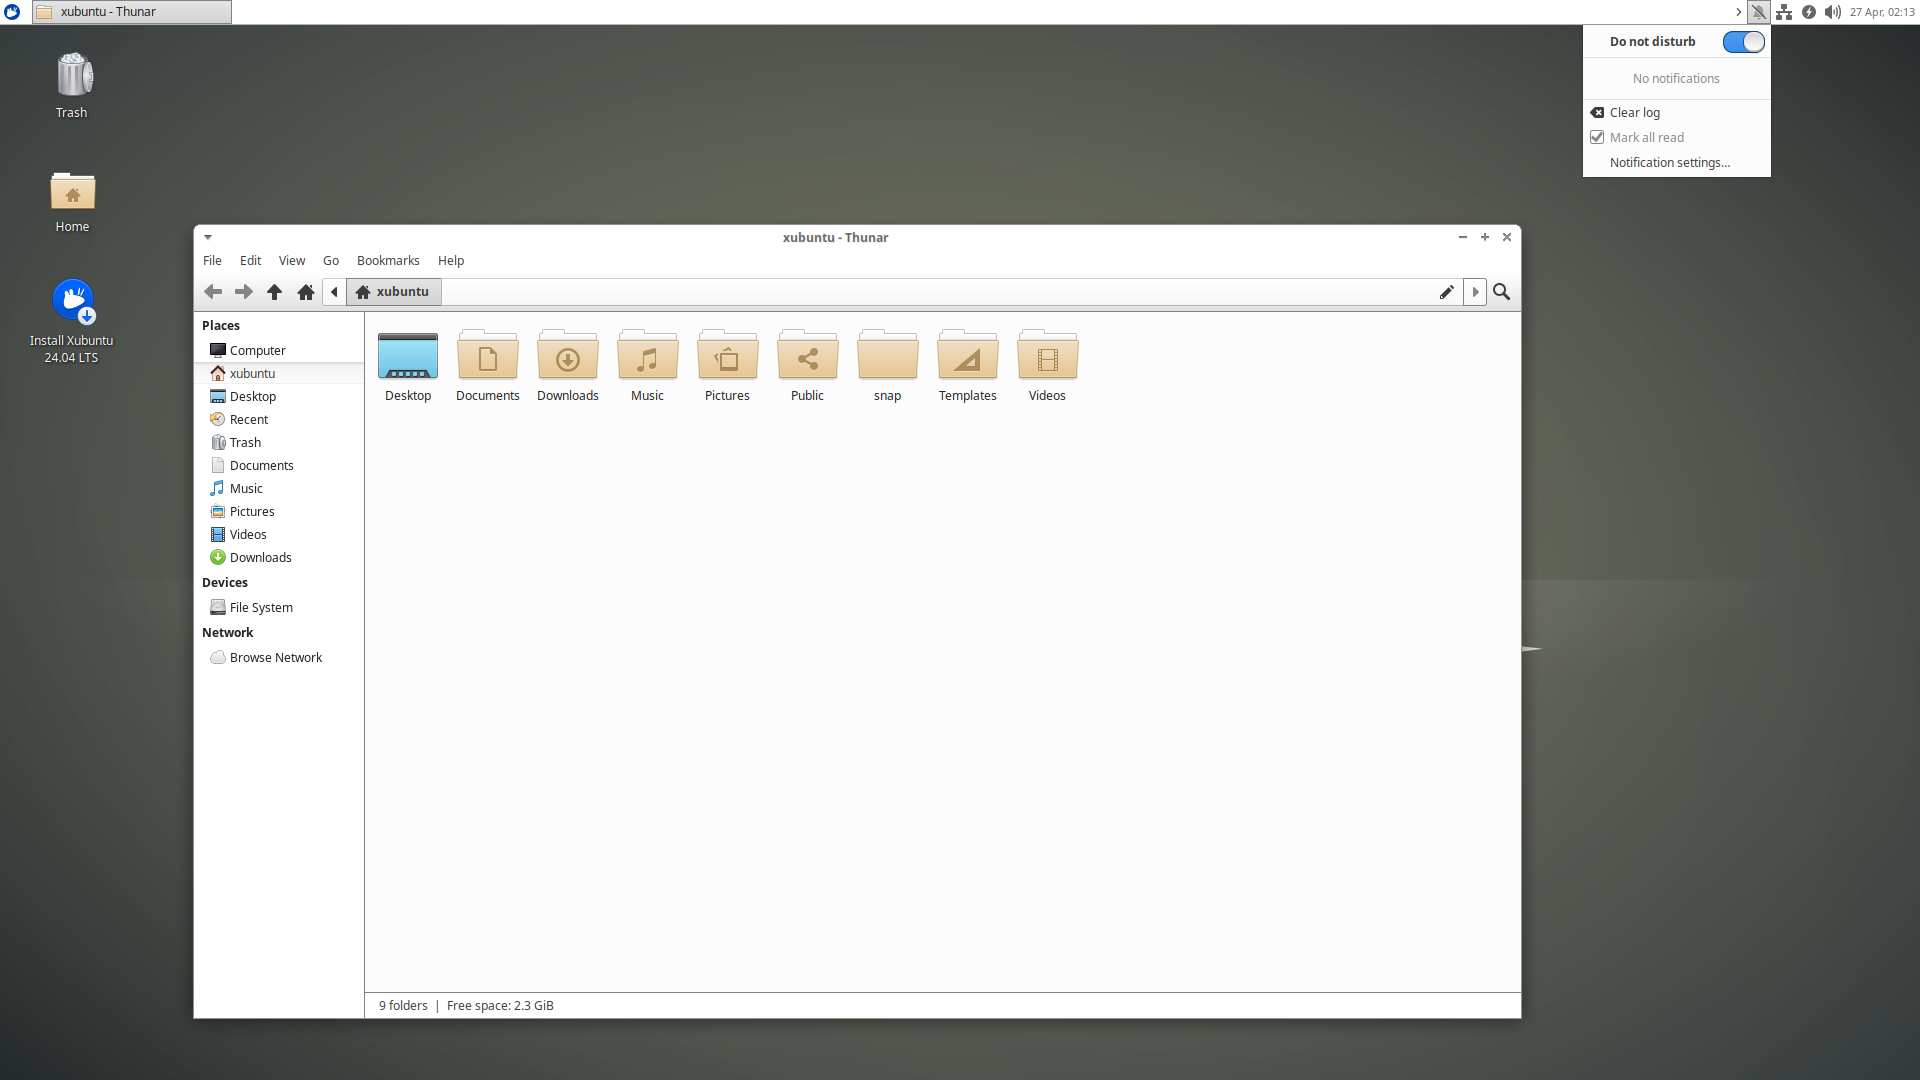 xubuntu - Thunar
27 Apr, 02:13
Do not disturb
No notifications
Clear log
Mark all read
Notification settings...
Trash
Home
Install Xubuntu
24.04 LTS
xubuntu - Thunar
File Edit View Go Bookmarks Help
xubuntu
Places
Computer
xubuntu
Desktop
Recent
Trash
Documents
Music
Pictures
Videos
Downloads
Devices
File System
Network
Browse Network
Desktop Documents Downloads Music Pictures Public snap Templates Videos
9 folders | Free space: 2.3 GiB